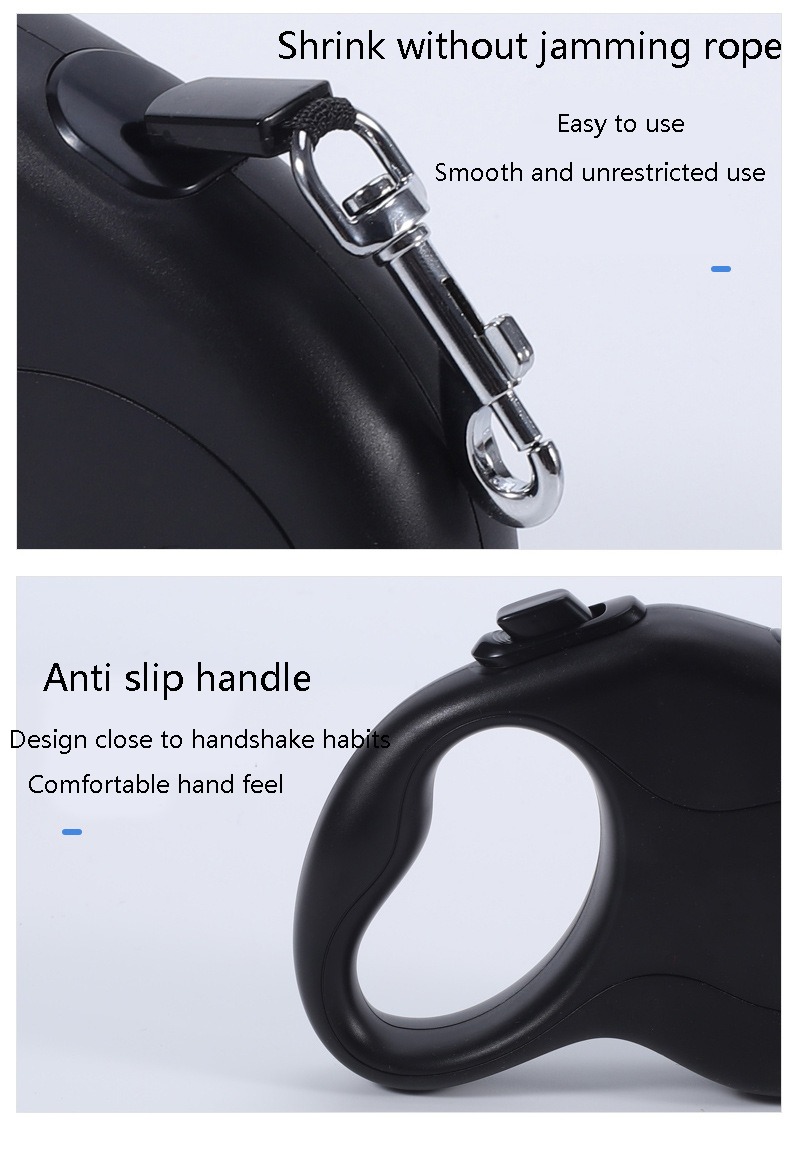 Shrink without jamming rope
Easy to use
Smooth and unrestricted use
Anti slip handle
Design close to handshake habits
Comfortable hand feel